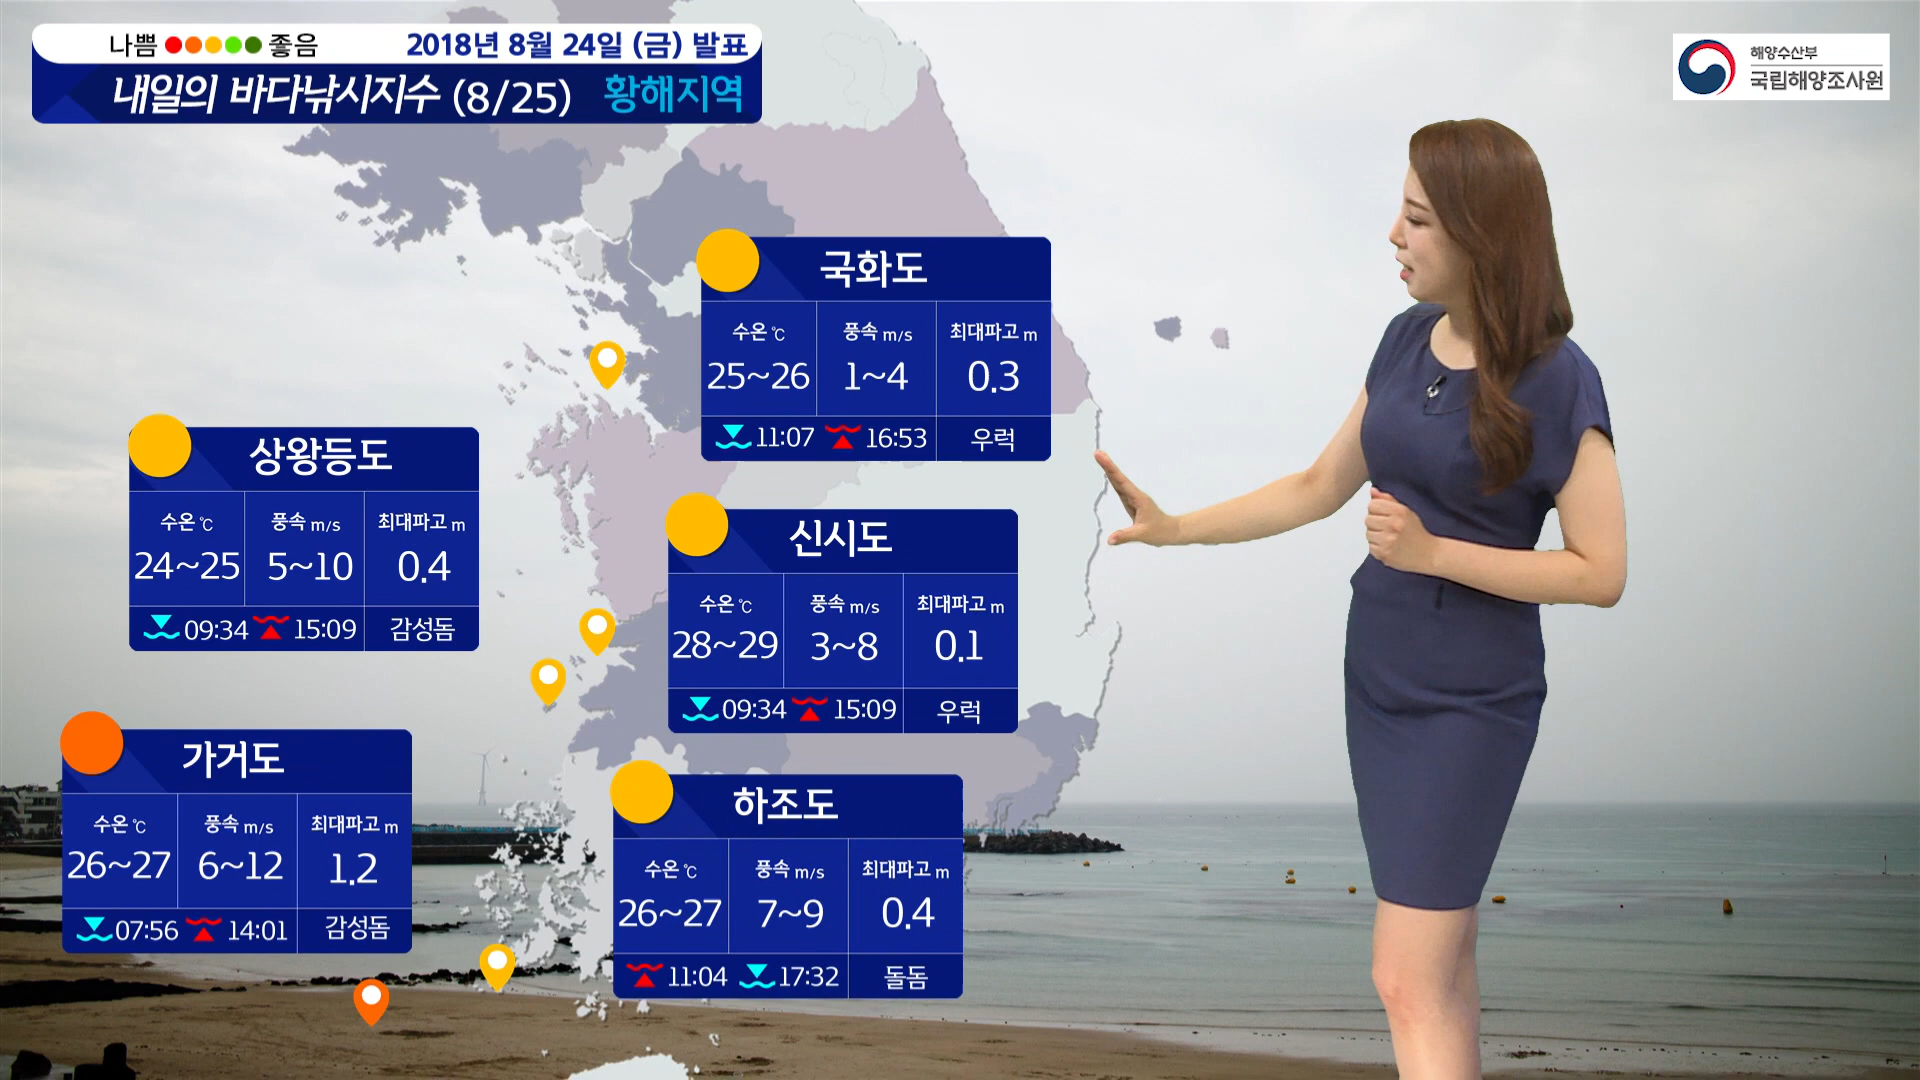 나쁨 좋음 2018년 8월 24일 (금) 발표
내일의 바다낚시지수 (8/25) 황해지역
해양수산부
국립해양조사원
국화도
수온 ℃ 풍속 m/s 최대파고 m
25~26 1~4 0.3
11:07 16:53 우럭
상왕등도
수온 ℃ 풍속 m/s 최대파고 m
24~25 5~10 0.4
09:34 15:09 감성돔
신시도
수온 ℃ 풍속 m/s 최대파고 m
28~29 3~8 0.1
09:34 15:09 우럭
가거도
수온 ℃ 풍속 m/s 최대파고 m
26~27 6~12 1.2
07:56 14:01 감성돔
하조도
수온 ℃ 풍속 m/s 최대파고 m
26~27 7~9 0.4
11:04 17:32 돌돔